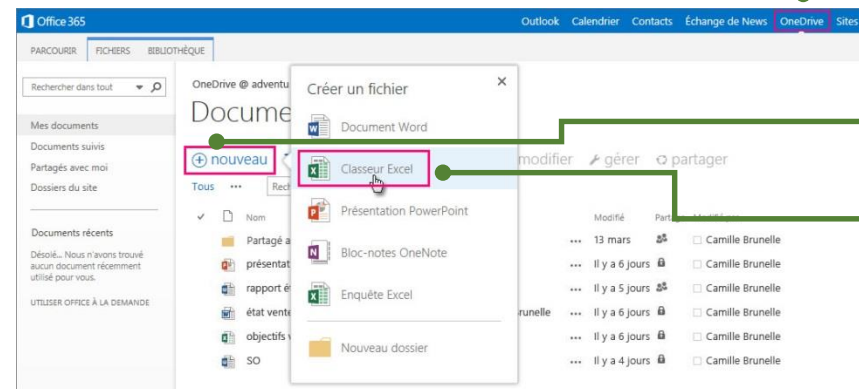 Office 365
Outlook Calendrier Contacts Échange de News OneDrive Sites
PARCOURIR FICHIERS BIBLIOTHÈQUE
Rechercher dans tout
Mes documents
Documents suivis
Partagés avec moi
Dossiers du site
Documents récents
Désolé... Nous n'avons trouvé
aucun document récemment
utilisé pour vous.
UTILISER OFFICE À LA DEMANDE
OneDrive @ adventu
Docume
nouveau
modifier gérer partager
Tous ... Rech
Nom Modifié Partag
Partagé a ... 13 mars Camille Brunelle
présentat ... Il y a 6 jours Camille Brunelle
rapport é ... Il y a 5 jours Camille Brunelle
état vente runelle ... Il y a 6 jours Camille Brunelle
objectifs v ... Il y a 6 jours Camille Brunelle
SO ... Il y a 4 jours Camille Brunelle
Créer un fichier
Document Word
Classeur Excel
Présentation PowerPoint
Bloc-notes OneNote
Enquête Excel
Nouveau dossier